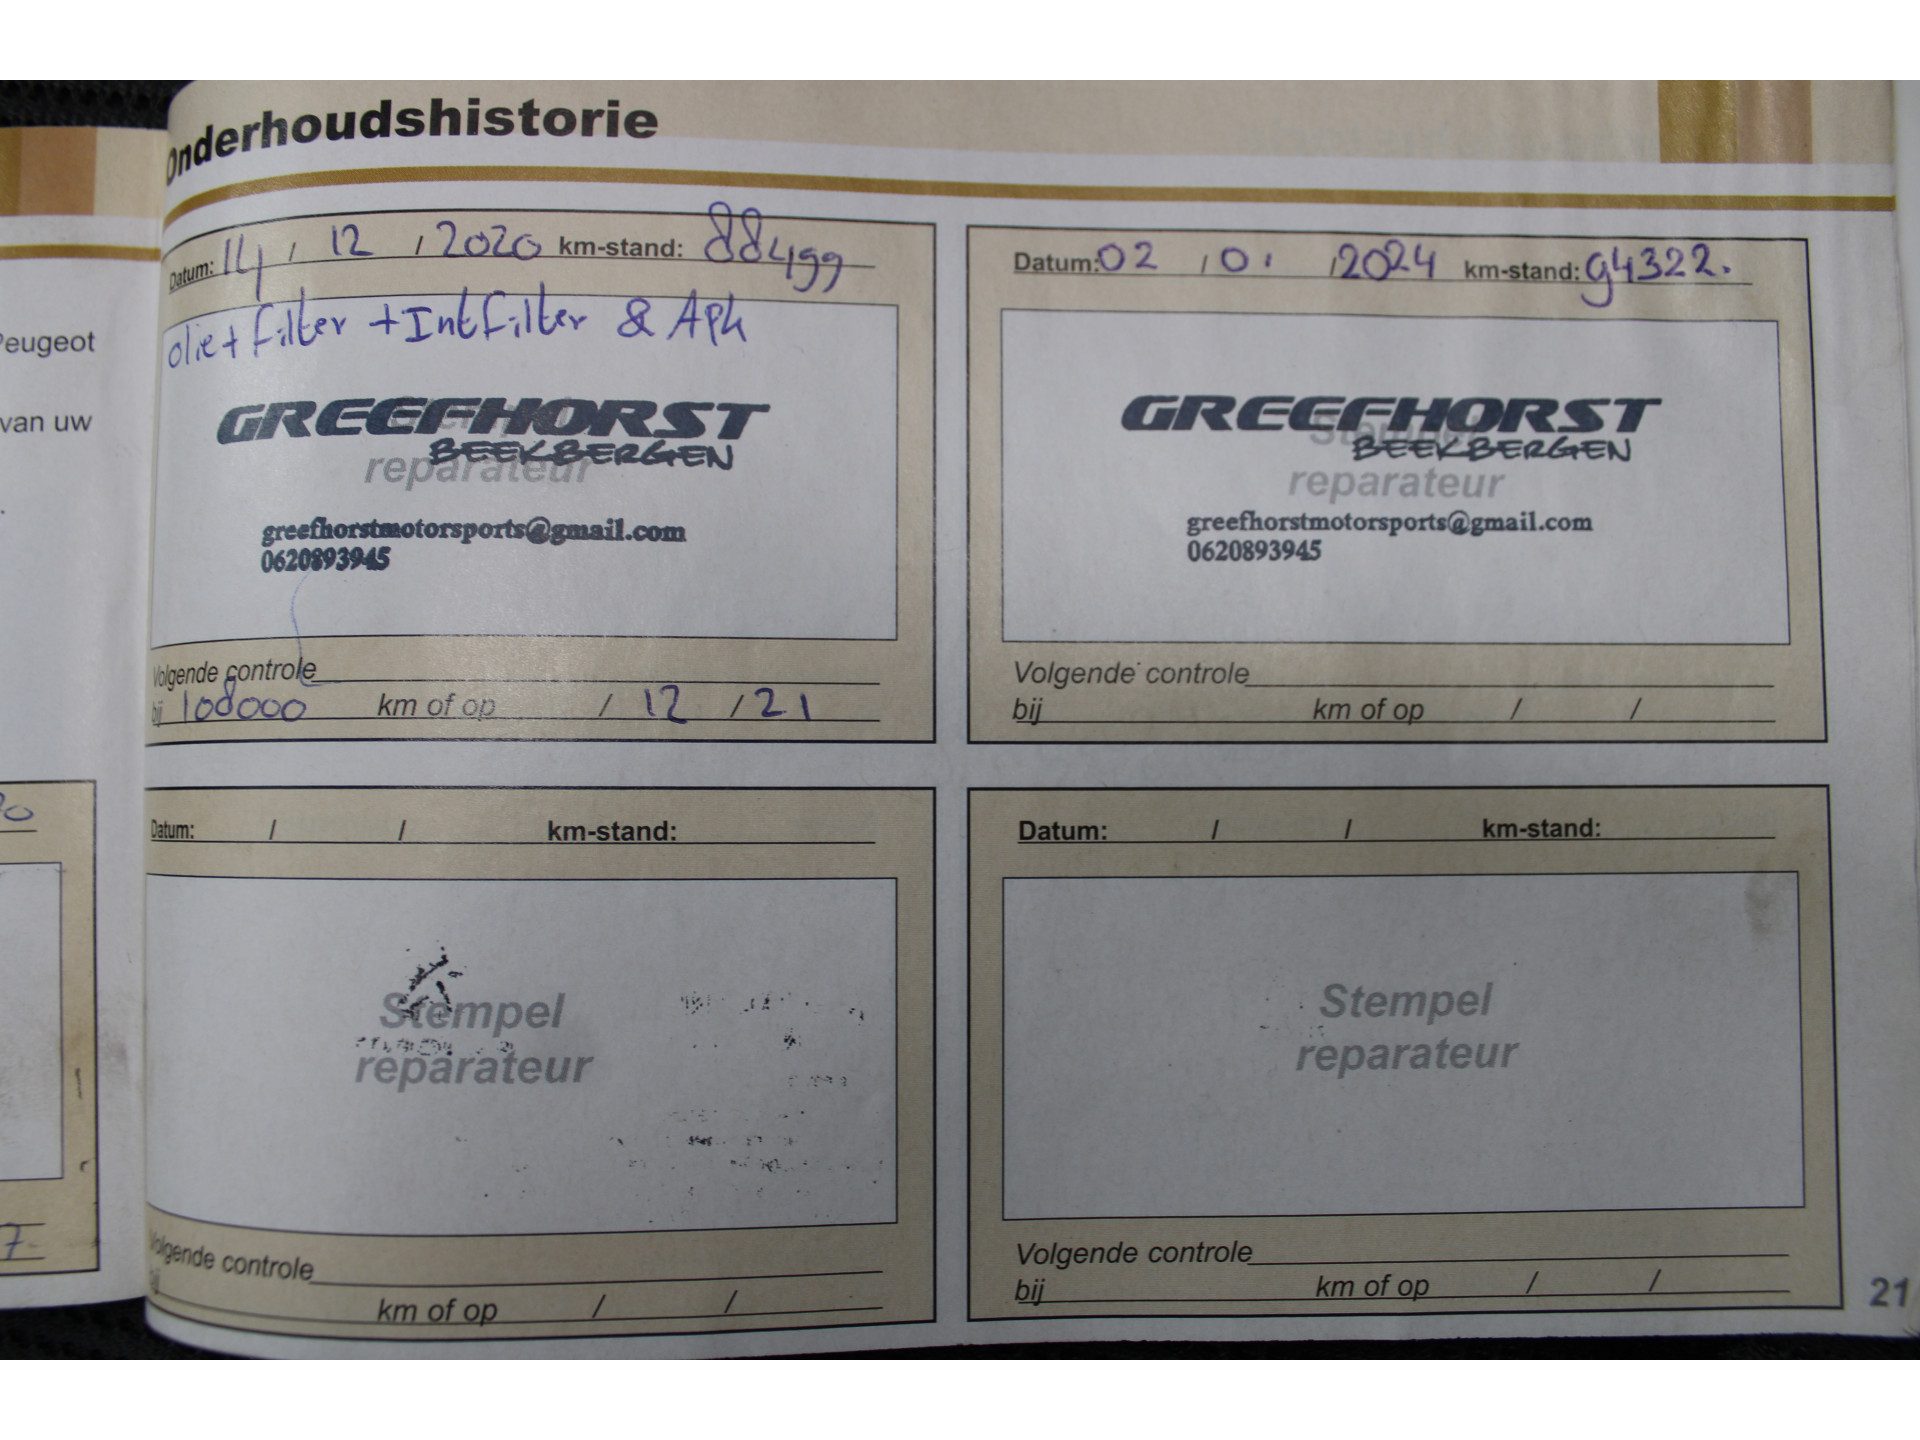 Onderhoudshistorie
Peugeot
van uw
Datum: 14 / 12 / 2020 km-stand: 88499
olie + filter + Intfilter & Apk
GREEFHORST
BEEKBERGEN
reparateur
greefhorstmotorsports@gmail.com
0620893945
Volgende controle
bij 108000 km of op / 12 / 21
Datum: 02 / 01 / 2024 km-stand: 94322.
GREEFHORST
Stempel
BEEKBERGEN
reparateur
greefhorstmotorsports@gmail.com
0620893945
Volgende controle
bij km of op / /
Datum: / / km-stand:
Stempel
reparateur
Volgende controle
bij km of op / /
Datum: / / km-stand:
Stempel
reparateur
Volgende controle
bij km of op / /
21